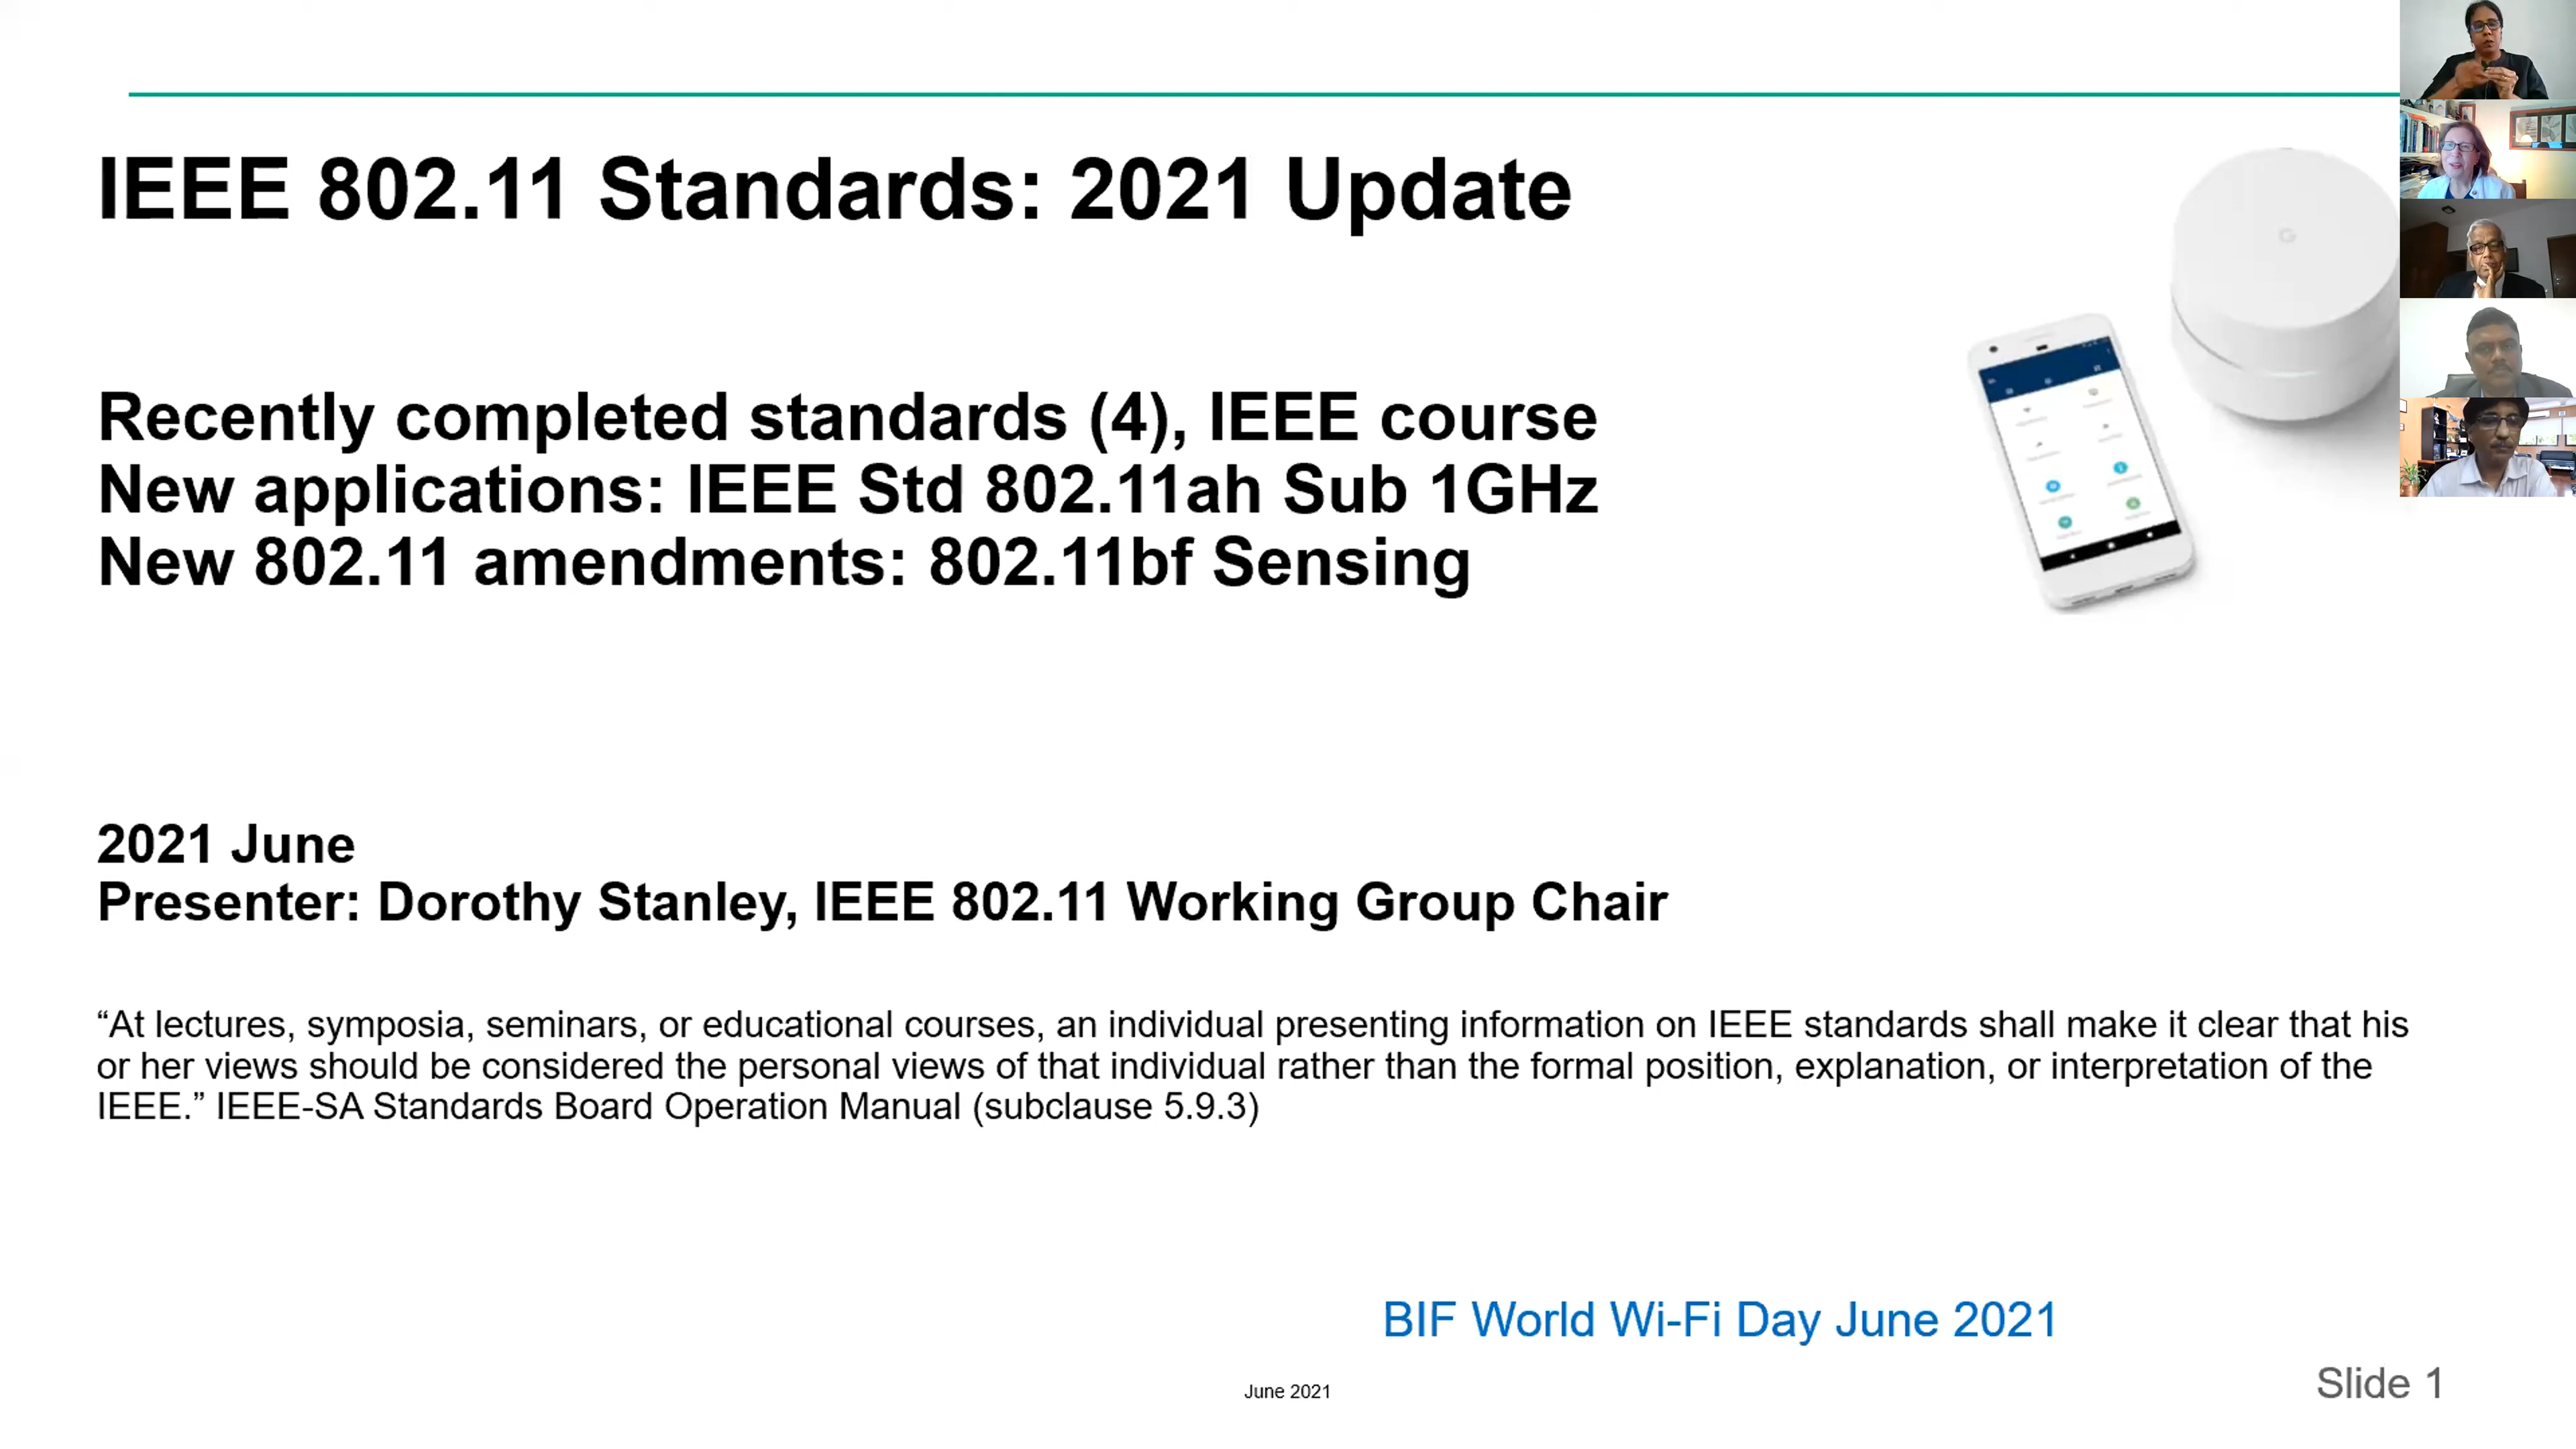 IEEE 802.11 Standards: 2021 Update
Recently completed standards (4), IEEE course
New applications: IEEE Std 802.11ah Sub 1GHz
New 802.11 amendments: 802.11bf Sensing
2021 June
Presenter: Dorothy Stanley, IEEE 802.11 Working Group Chair
“At lectures, symposia, seminars, or educational courses, an individual presenting information on IEEE standards shall make it clear that his
or her views should be considered the personal views of that individual rather than the formal position, explanation, or interpretation of the
IEEE.” IEEE-SA Standards Board Operation Manual (subclause 5.9.3)
BIF World Wi-Fi Day June 2021
June 2021
Slide 1